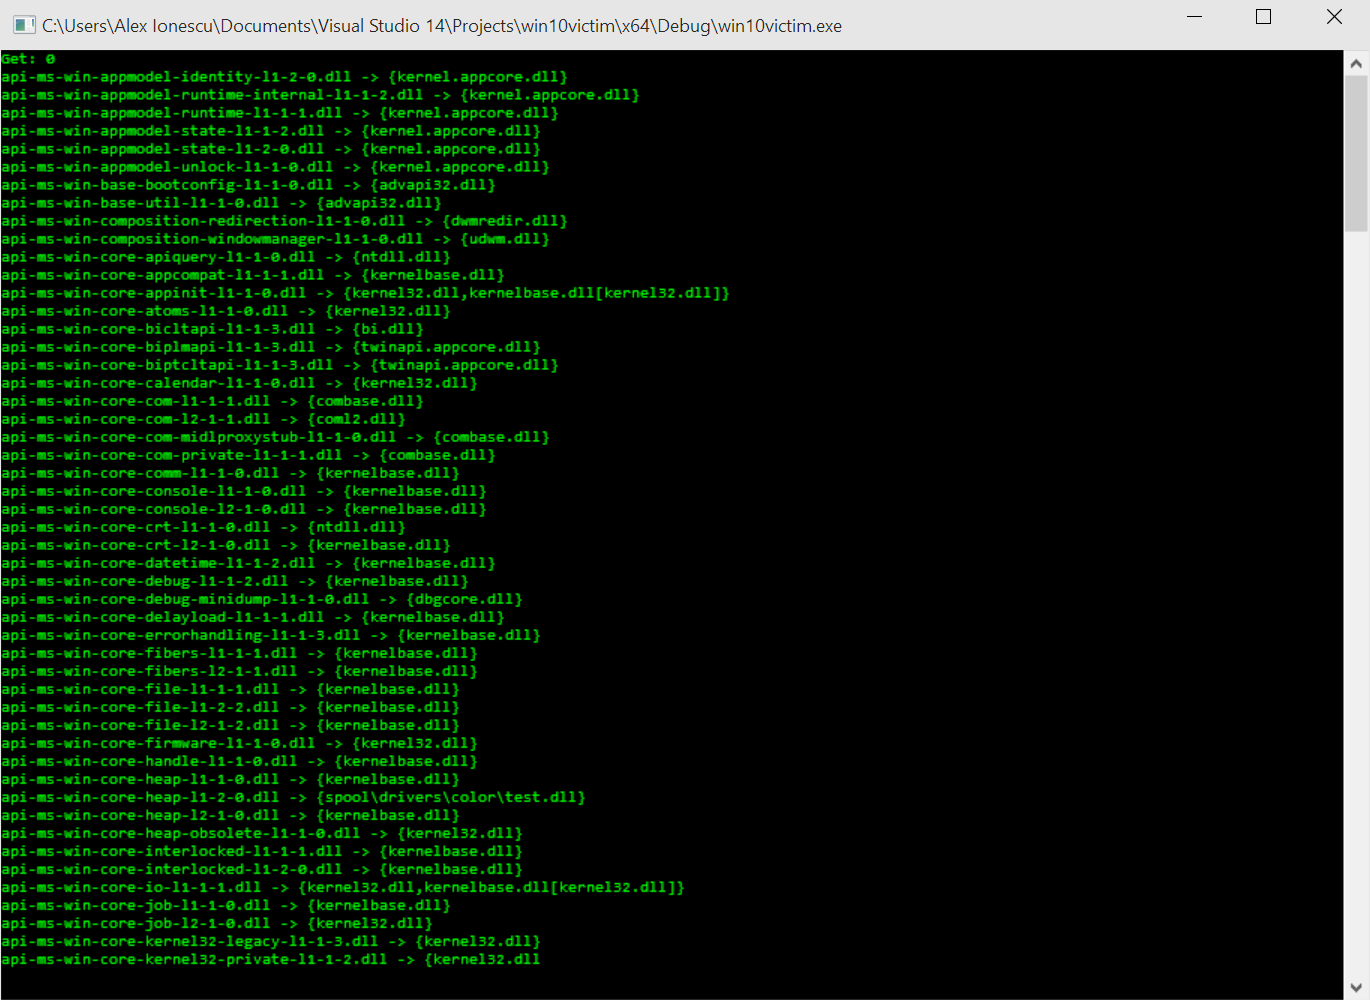 C:\Users\Alex Ionescu\Documents\Visual Studio 14\Projects\win10victim\x64\Debug\win10victim.exe
Get: 0
api-ms-win-appmodel-identity-l1-2-0.dll -> {kernel.appcore.dll}
api-ms-win-appmodel-runtime-internal-l1-1-2.dll -> {kernel.appcore.dll}
api-ms-win-appmodel-runtime-l1-1-1.dll -> {kernel.appcore.dll}
api-ms-win-appmodel-state-l1-1-2.dll -> {kernel.appcore.dll}
api-ms-win-appmodel-state-l1-2-0.dll -> {kernel.appcore.dll}
api-ms-win-appmodel-unlock-l1-1-0.dll -> {kernel.appcore.dll}
api-ms-win-base-bootconfig-l1-1-0.dll -> {advapi32.dll}
api-ms-win-base-util-l1-1-0.dll -> {advapi32.dll}
api-ms-win-composition-redirection-l1-1-0.dll -> {dwmredir.dll}
api-ms-win-composition-windowmanager-l1-1-0.dll -> {udwm.dll}
api-ms-win-core-apiquery-l1-1-0.dll -> {ntdll.dll}
api-ms-win-core-appcompat-l1-1-1.dll -> {kernelbase.dll}
api-ms-win-core-appinit-l1-1-0.dll -> {kernel32.dll,kernelbase.dll[kernel32.dll]}
api-ms-win-core-atoms-l1-1-0.dll -> {kernel32.dll}
api-ms-win-core-bicltapi-l1-1-3.dll -> {bi.dll}
api-ms-win-core-biplmapi-l1-1-3.dll -> {twinapi.appcore.dll}
api-ms-win-core-biptcltapi-l1-1-3.dll -> {twinapi.appcore.dll}
api-ms-win-core-calendar-l1-1-0.dll -> {kernel32.dll}
api-ms-win-core-com-l1-1-1.dll -> {combase.dll}
api-ms-win-core-com-l2-1-1.dll -> {coml2.dll}
api-ms-win-core-com-midlproxystub-l1-1-0.dll -> {combase.dll}
api-ms-win-core-com-private-l1-1-1.dll -> {combase.dll}
api-ms-win-core-comm-l1-1-0.dll -> {kernelbase.dll}
api-ms-win-core-console-l1-1-0.dll -> {kernelbase.dll}
api-ms-win-core-console-l2-1-0.dll -> {kernelbase.dll}
api-ms-win-core-crt-l1-1-0.dll -> {ntdll.dll}
api-ms-win-core-crt-l2-1-0.dll -> {kernelbase.dll}
api-ms-win-core-datetime-l1-1-2.dll -> {kernelbase.dll}
api-ms-win-core-debug-l1-1-2.dll -> {kernelbase.dll}
api-ms-win-core-debug-minidump-l1-1-0.dll -> {dbgcore.dll}
api-ms-win-core-delayload-l1-1-1.dll -> {kernelbase.dll}
api-ms-win-core-errorhandling-l1-1-3.dll -> {kernelbase.dll}
api-ms-win-core-fibers-l1-1-1.dll -> {kernelbase.dll}
api-ms-win-core-fibers-l2-1-1.dll -> {kernelbase.dll}
api-ms-win-core-file-l1-1-1.dll -> {kernelbase.dll}
api-ms-win-core-file-l1-2-2.dll -> {kernelbase.dll}
api-ms-win-core-file-l2-1-2.dll -> {kernelbase.dll}
api-ms-win-core-firmware-l1-1-0.dll -> {kernel32.dll}
api-ms-win-core-handle-l1-1-0.dll -> {kernelbase.dll}
api-ms-win-core-heap-l1-1-0.dll -> {kernelbase.dll}
api-ms-win-core-heap-l1-2-0.dll -> {spool\drivers\color\test.dll}
api-ms-win-core-heap-l2-1-0.dll -> {kernelbase.dll}
api-ms-win-core-heap-obsolete-l1-1-0.dll -> {kernel32.dll}
api-ms-win-core-interlocked-l1-1-1.dll -> {kernelbase.dll}
api-ms-win-core-interlocked-l1-2-0.dll -> {kernelbase.dll}
api-ms-win-core-io-l1-1-1.dll -> {kernel32.dll,kernelbase.dll[kernel32.dll]}
api-ms-win-core-job-l1-1-0.dll -> {kernelbase.dll}
api-ms-win-core-job-l2-1-0.dll -> {kernel32.dll}
api-ms-win-core-kernel32-legacy-l1-1-3.dll -> {kernel32.dll}
api-ms-win-core-kernel32-private-l1-1-2.dll -> {kernel32.dll